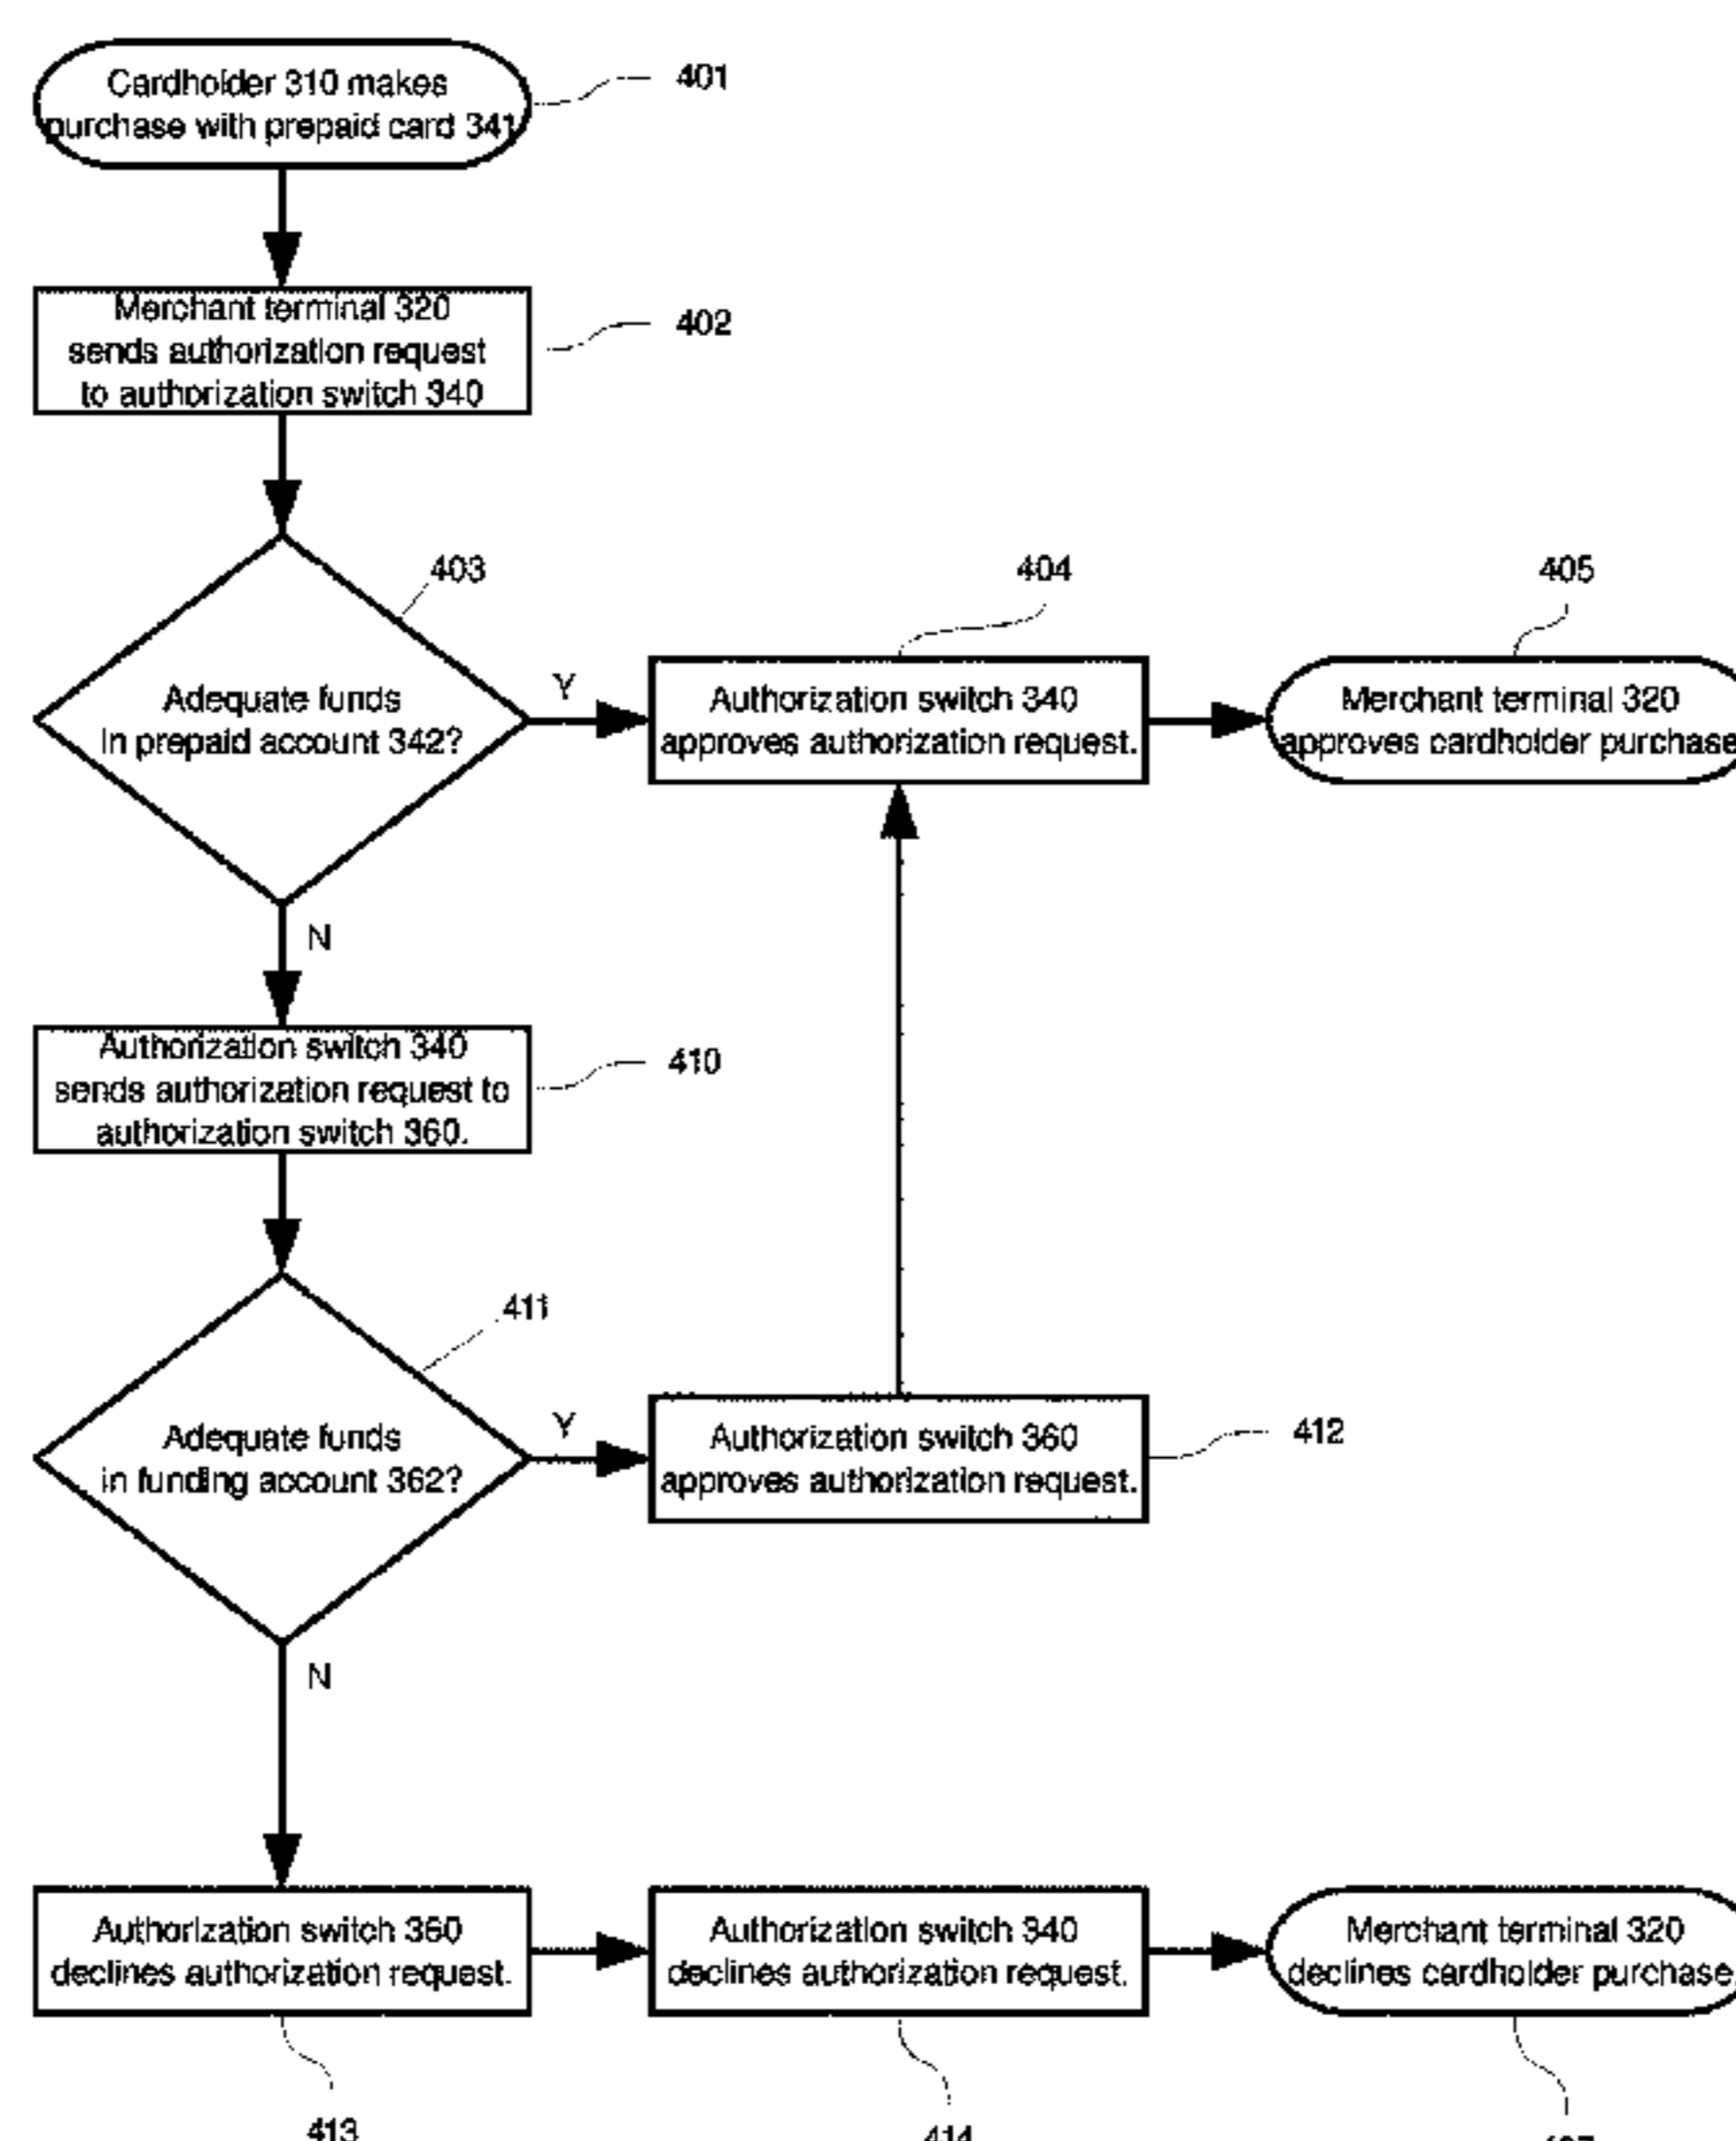 Cardholder 310 makes
purchase with prepaid card 341
401
Merchant terminal 320
sends authorization request
to authorization switch 340
402
403
404
405
Adequate funds
in prepaid account 342?
Y
Authorization switch 340
approves authorization request.
Merchant terminal 320
approves cardholder purchase
N
Authorization switch 340
sends authorization request to
authorization switch 360.
410
411
Adequate funds
in funding account 362?
Y
Authorization switch 360
approves authorization request.
412
N
Authorization switch 360
declines authorization request.
Authorization switch 340
declines authorization request.
Merchant terminal 320
declines cardholder purchase.
413
414